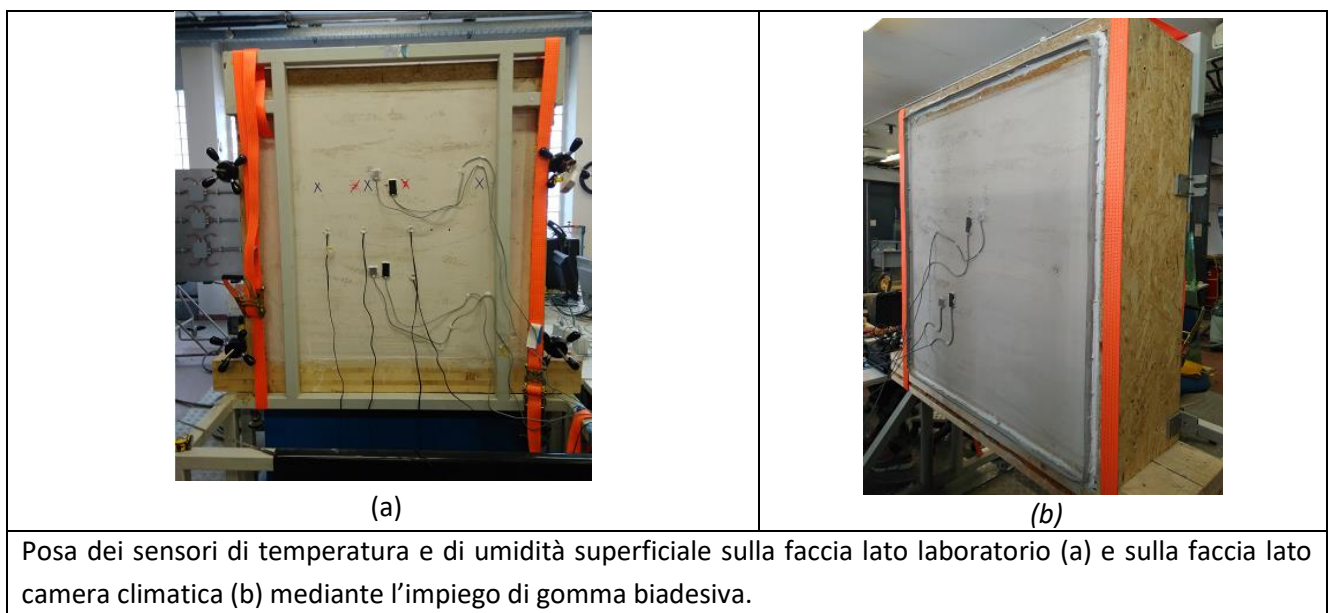 (a)
(b)
Posa dei sensori di temperatura e di umidità superficiale sulla faccia lato laboratorio (a) e sulla faccia lato
camera climatica (b) mediante l’impiego di gomma biadesiva.